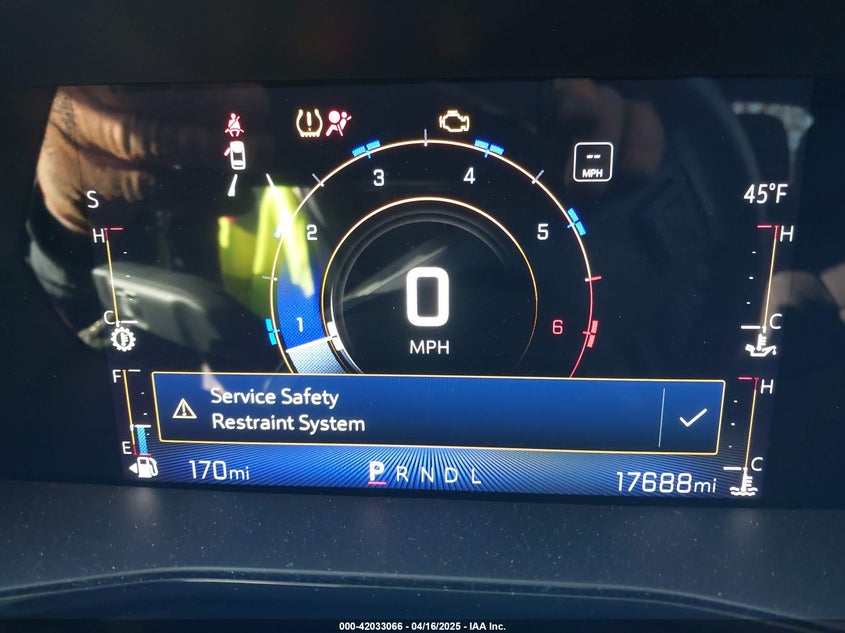 3 4
-- MPH
S
45°F
2 5
H H
0
1 6
C C
MPH
F
Service Safety
Restraint System
H
E
C
170mi
P R N D L
17688mi
000-42033066 - 04/16/2025 - IAA Inc.